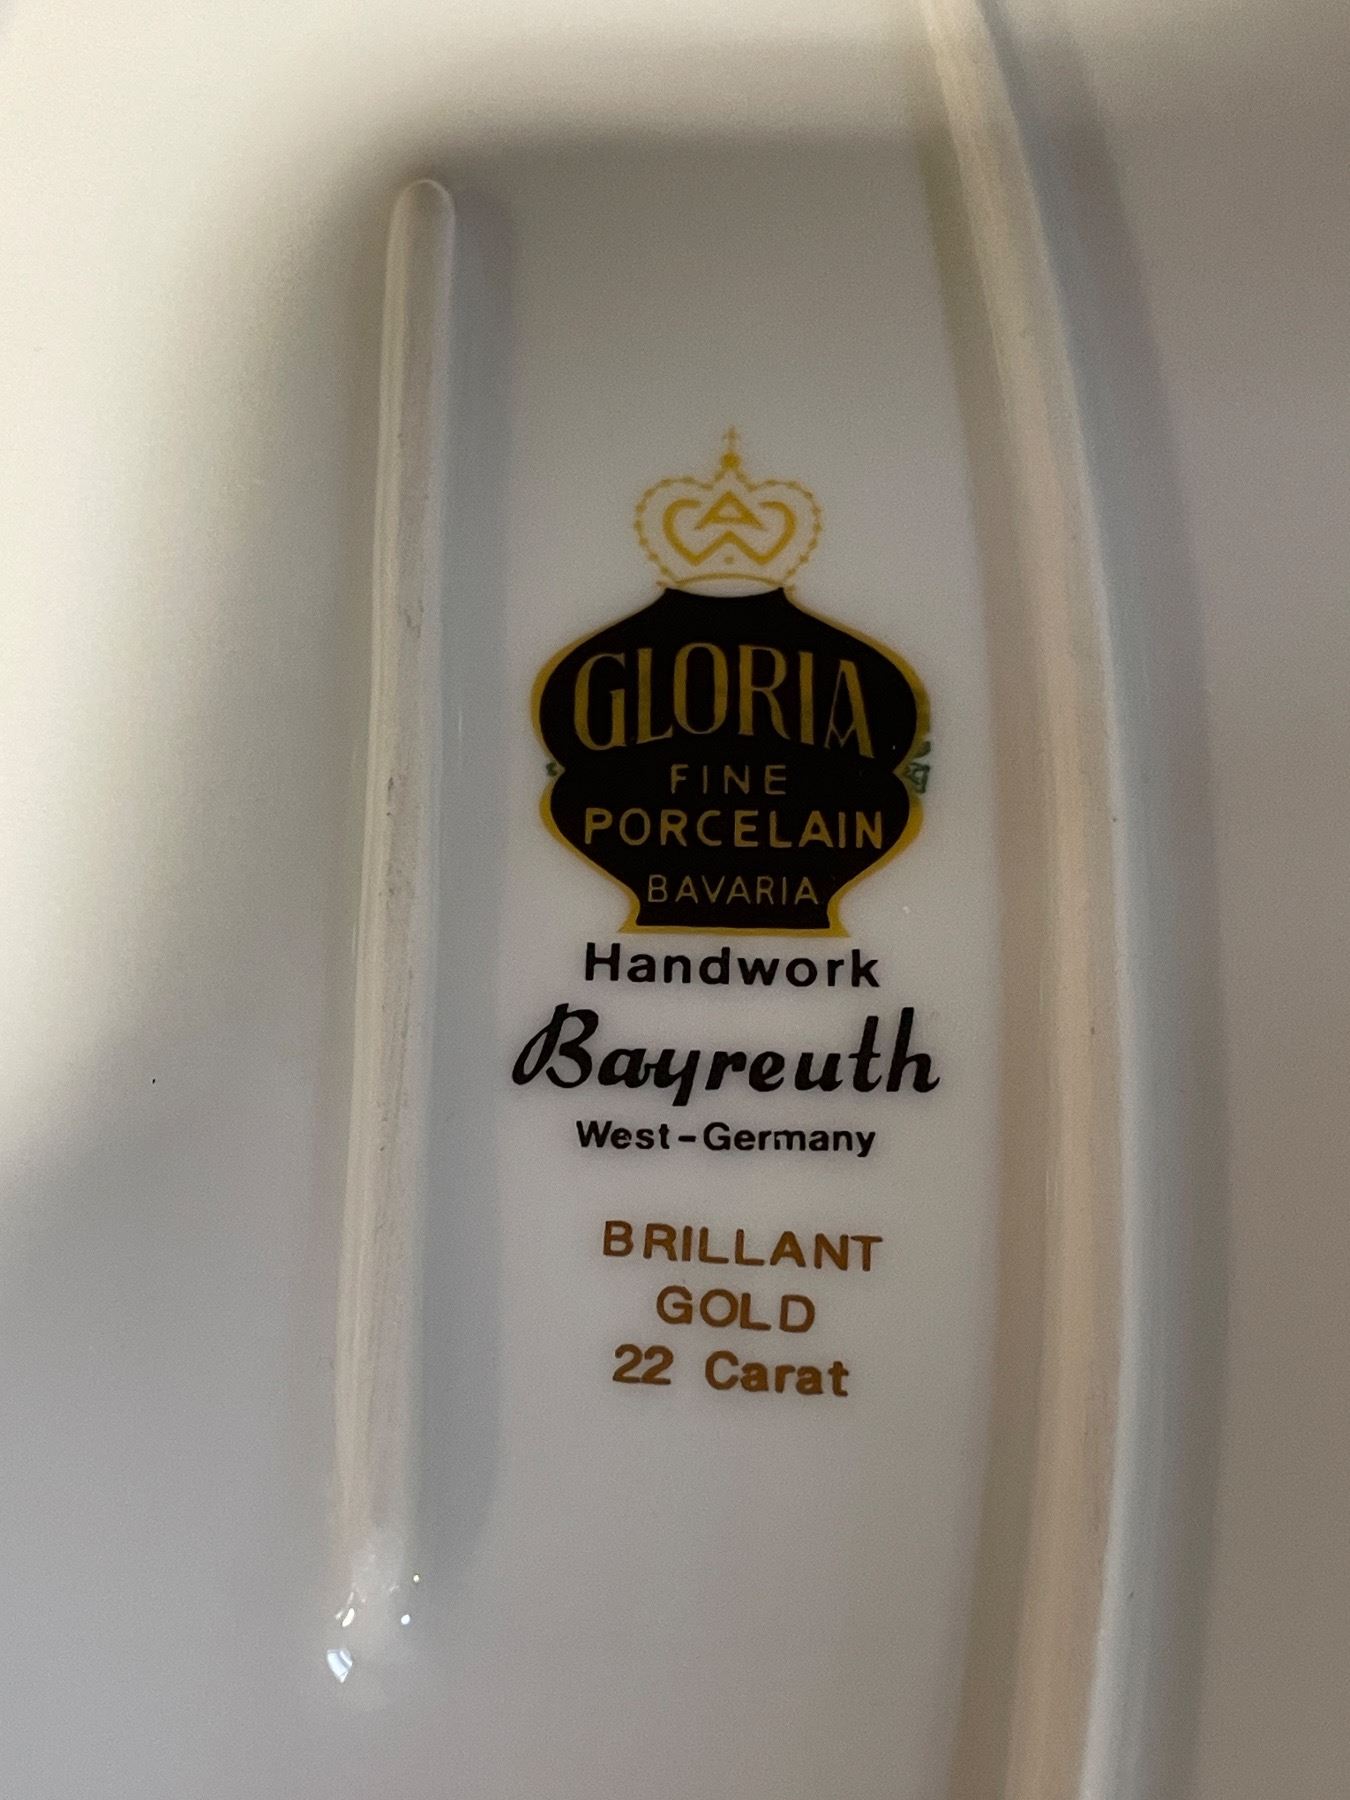 GLORIA
FINE
PORCELAIN
BAVARIA
Handwork
Bayreuth
West-Germany
BRILLANT
GOLD
22 Carat